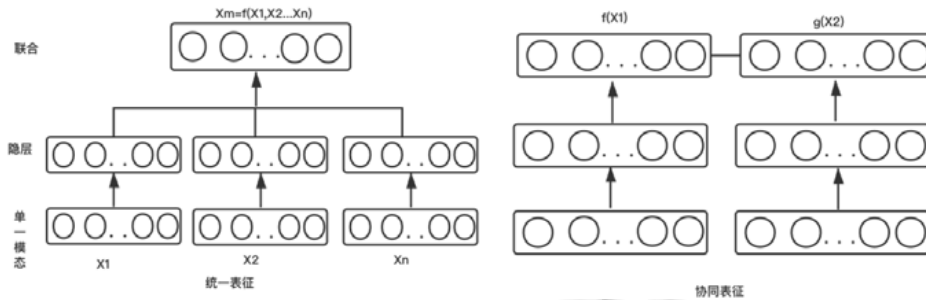 Xm=f(X1,X2...Xn)
联合
隐层
单一模态
X1
X2
Xn
统一表征
f(X1)
g(X2)
协同表征